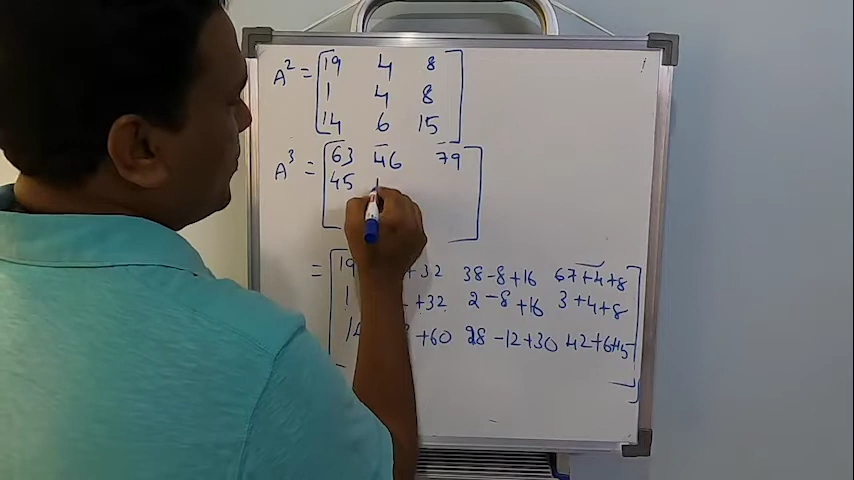 A² = [19 4 8
1 4 8
14 6 15]
A³ = [63 46 79
45
= [19 +32 38-8+16 67+4+8
1 +32 2-8+16 3+4+8
14 +60 28-12+30 42+6+15]